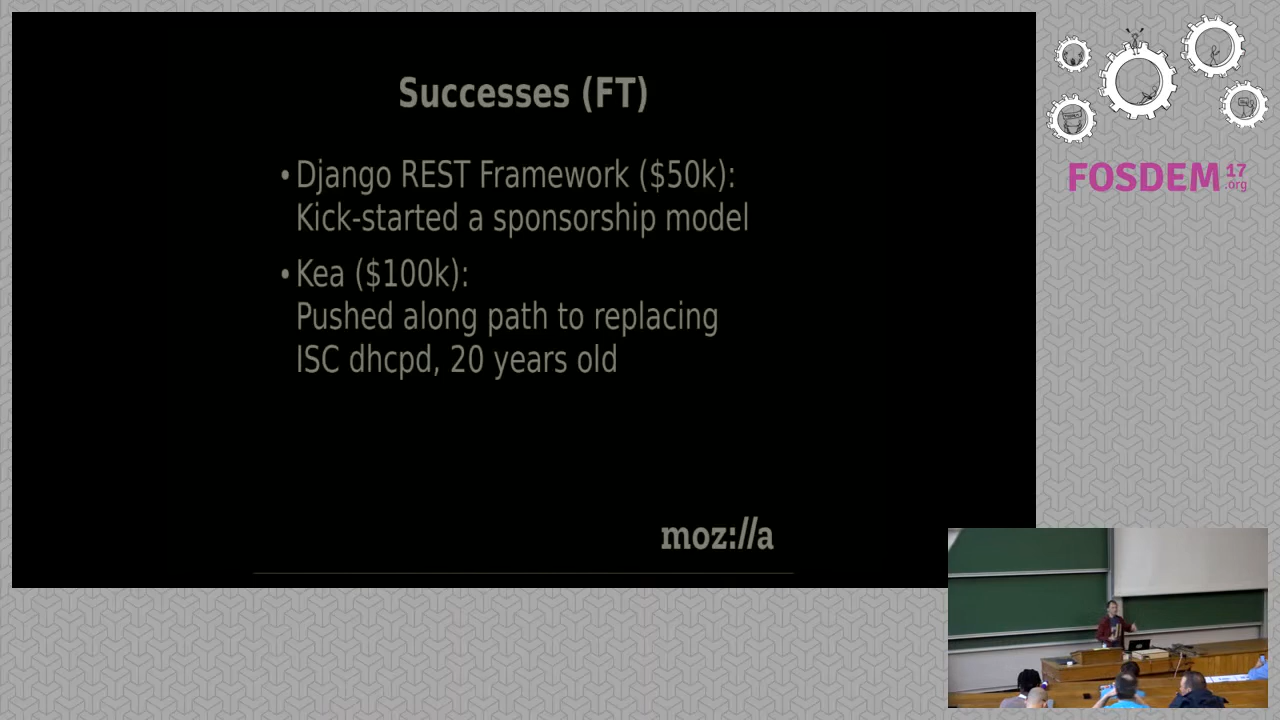 Successes (FT)
• Django REST Framework ($50k):
Kick-started a sponsorship model
• Kea ($100k):
Pushed along path to replacing
ISC dhcpd, 20 years old
moz://a
FOSDEM 17
.org